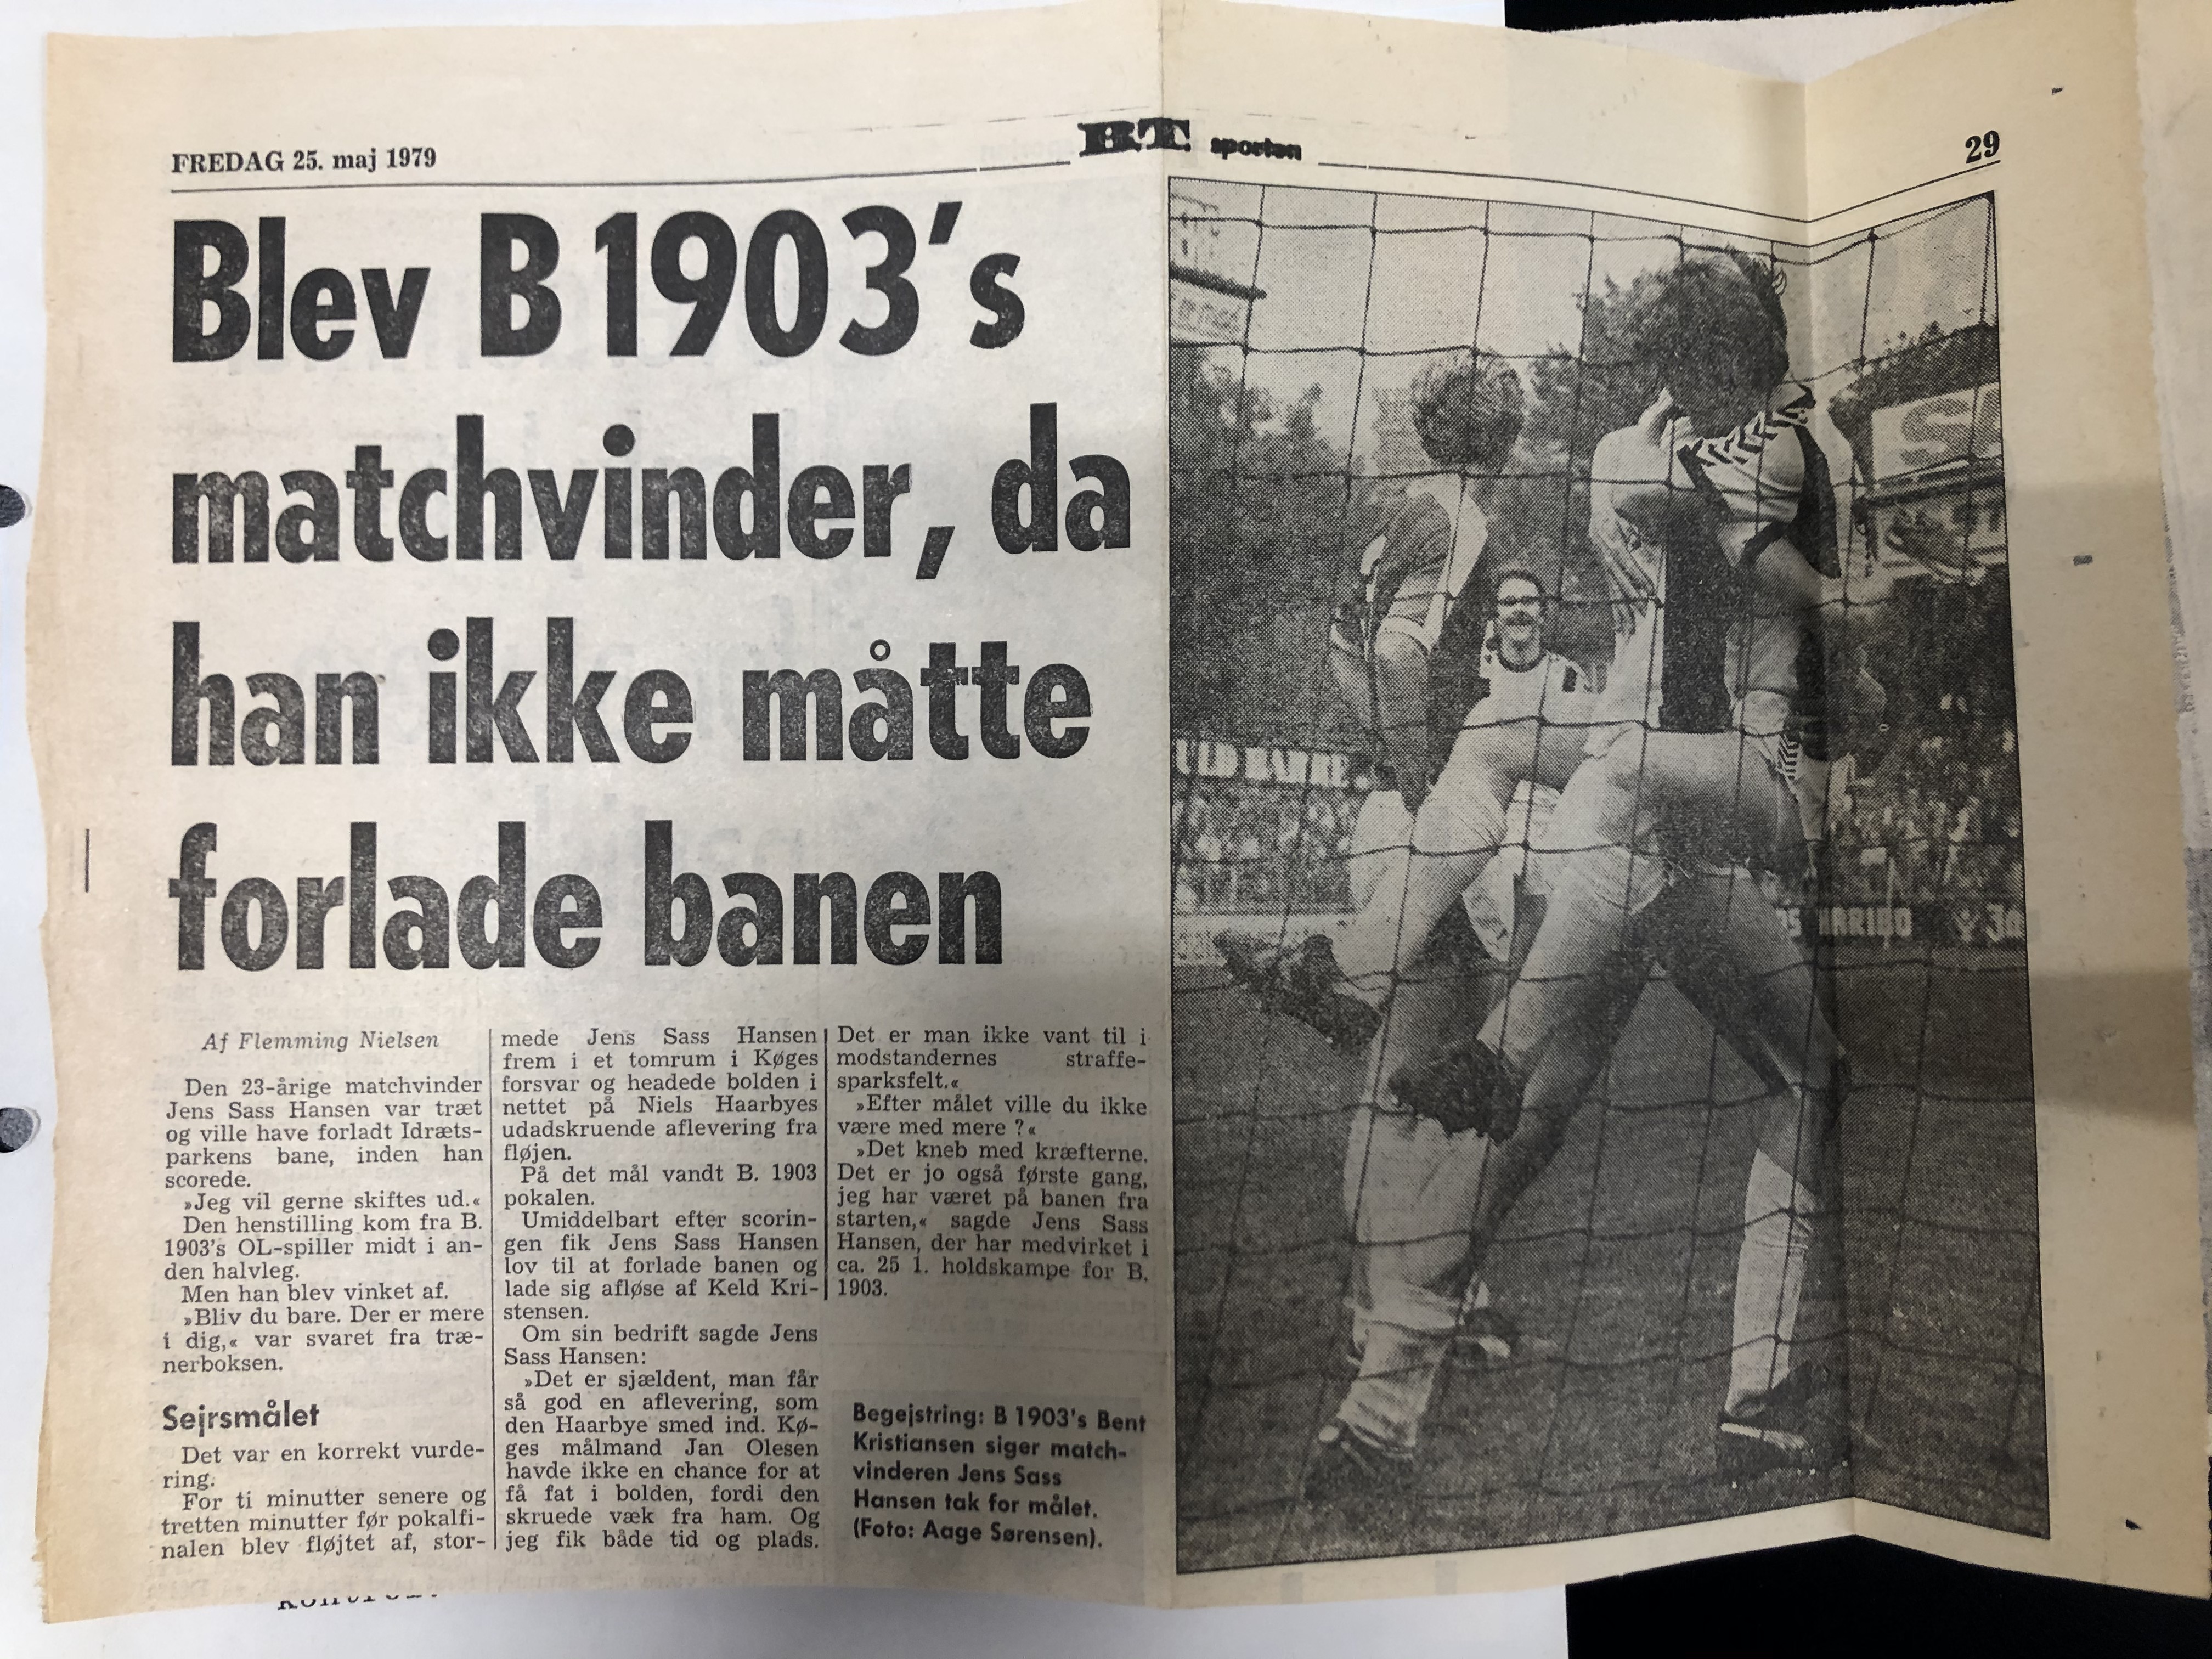 FREDAG 25. maj 1979
B.T. sporten
29
Blev B 1903's
matchvinder, da
han ikke måtte
forlade banen
Af Flemming Nielsen
Den 23-årige matchvinder
Jens Sass Hansen var træt
og ville have forladt Idræts-
parkens bane, inden han
scorede.
»Jeg vil gerne skiftes ud.«
Den henstilling kom fra B.
1903's OL-spiller midt i an-
den halvleg.
Men han blev vinket af.
»Bliv du bare. Der er mere
i dig,« var svaret fra træ-
nerboksen.
Sejrsmålet
Det var en korrekt vurde-
ring.
For ti minutter senere og
tretten minutter før pokalfi-
nalen blev fløjtet af, stor-
mede Jens Sass Hansen
frem i et tomrum i Køges
forsvar og headede bolden i
nettet på Niels Haarbyes
udadskruende aflevering fra
fløjen.
På det mål vandt B. 1903
pokalen.
Umiddelbart efter scorin-
gen fik Jens Sass Hansen
lov til at forlade banen og
lade sig afløse af Keld Kri-
stensen.
Om sin bedrift sagde Jens
Sass Hansen:
»Det er sjældent, man får
så god en aflevering, som
den Haarbye smed ind. Kø-
ges målmand Jan Olesen
havde ikke en chance for at
få fat i bolden, fordi den
skruede væk fra ham. Og
jeg fik både tid og plads.
Det er man ikke vant til i
modstandernes straffe-
sparksfelt.«
»Efter målet ville du ikke
være med mere ?«
»Det kneb med kræfterne.
Det er jo også første gang,
jeg har været på banen fra
starten,« sagde Jens Sass
Hansen, der har medvirket i
ca. 25 1. holdskampe for B.
1903.
Begejstring: B 1903's Bent
Kristiansen siger match-
vinderen Jens Sass
Hansen tak for målet.
(Foto: Aage Sørensen).
MARIBO